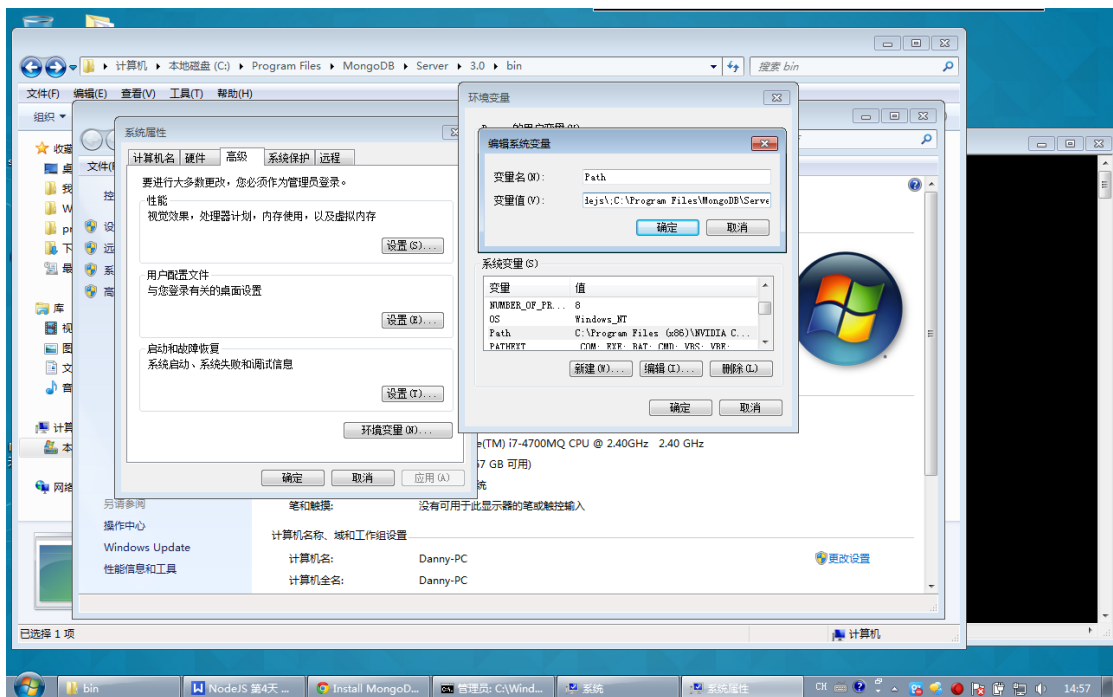 计算机 ▸ 本地磁盘 (C:) ▸ Program Files ▸ MongoDB ▸ Server ▸ 3.0 ▸ bin
搜索 bin
文件(F) 编辑(E) 查看(V) 工具(T) 帮助(H)
组织
环境变量
系统属性
计算机名 硬件 高级 系统保护 远程
要进行大多数更改，您必须作为管理员登录。
性能
视觉效果，处理器计划，内存使用，以及虚拟内存
设置(S)...
用户配置文件
与您登录有关的桌面设置
设置(E)...
启动和故障恢复
系统启动、系统失败和调试信息
设置(T)...
环境变量(N)...
确定 取消 应用(A)
编辑系统变量
变量名(N): Path
变量值(V): dejs\;C:\Program Files\MongoDB\Serve
确定 取消
系统变量(S)
变量 值
NUMBER_OF_PR... 8
OS Windows_NT
Path C:\Program Files (x86)\NVIDIA C...
PATHEXT .COM;.EXE;.BAT;.CMD;.VBS;.VBE;
新建(W)... 编辑(I)... 删除(L)
确定 取消
收藏
库
网络
(TM) i7-4700MQ CPU @ 2.40GHz 2.40 GHz
GB 可用)
笔和触摸: 没有可用于此显示器的笔或触控输入
计算机名称、域和工作组设置
计算机名: Danny-PC
更改设置
计算机全名: Danny-PC
另请参阅
操作中心
Windows Update
性能信息和工具
已选择 1 项
计算机
bin
NodeJS 第4天 ...
Install MongoD...
管理员: C:\Wind...
系统
系统属性
CH
14:57